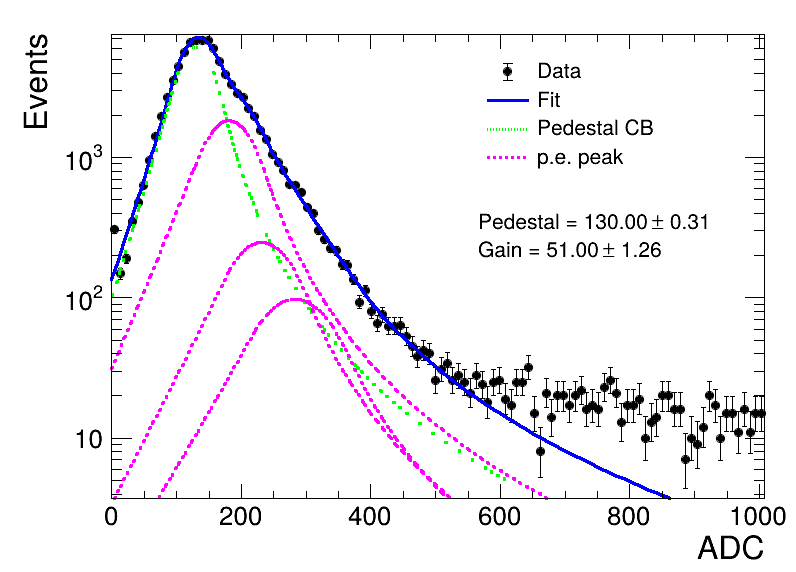 Events
10³
10²
10
Data
Fit
Pedestal CB
p.e. peak
Pedestal = 130.00 ± 0.31
Gain = 51.00 ± 1.26
0 200 400 600 800 1000
ADC